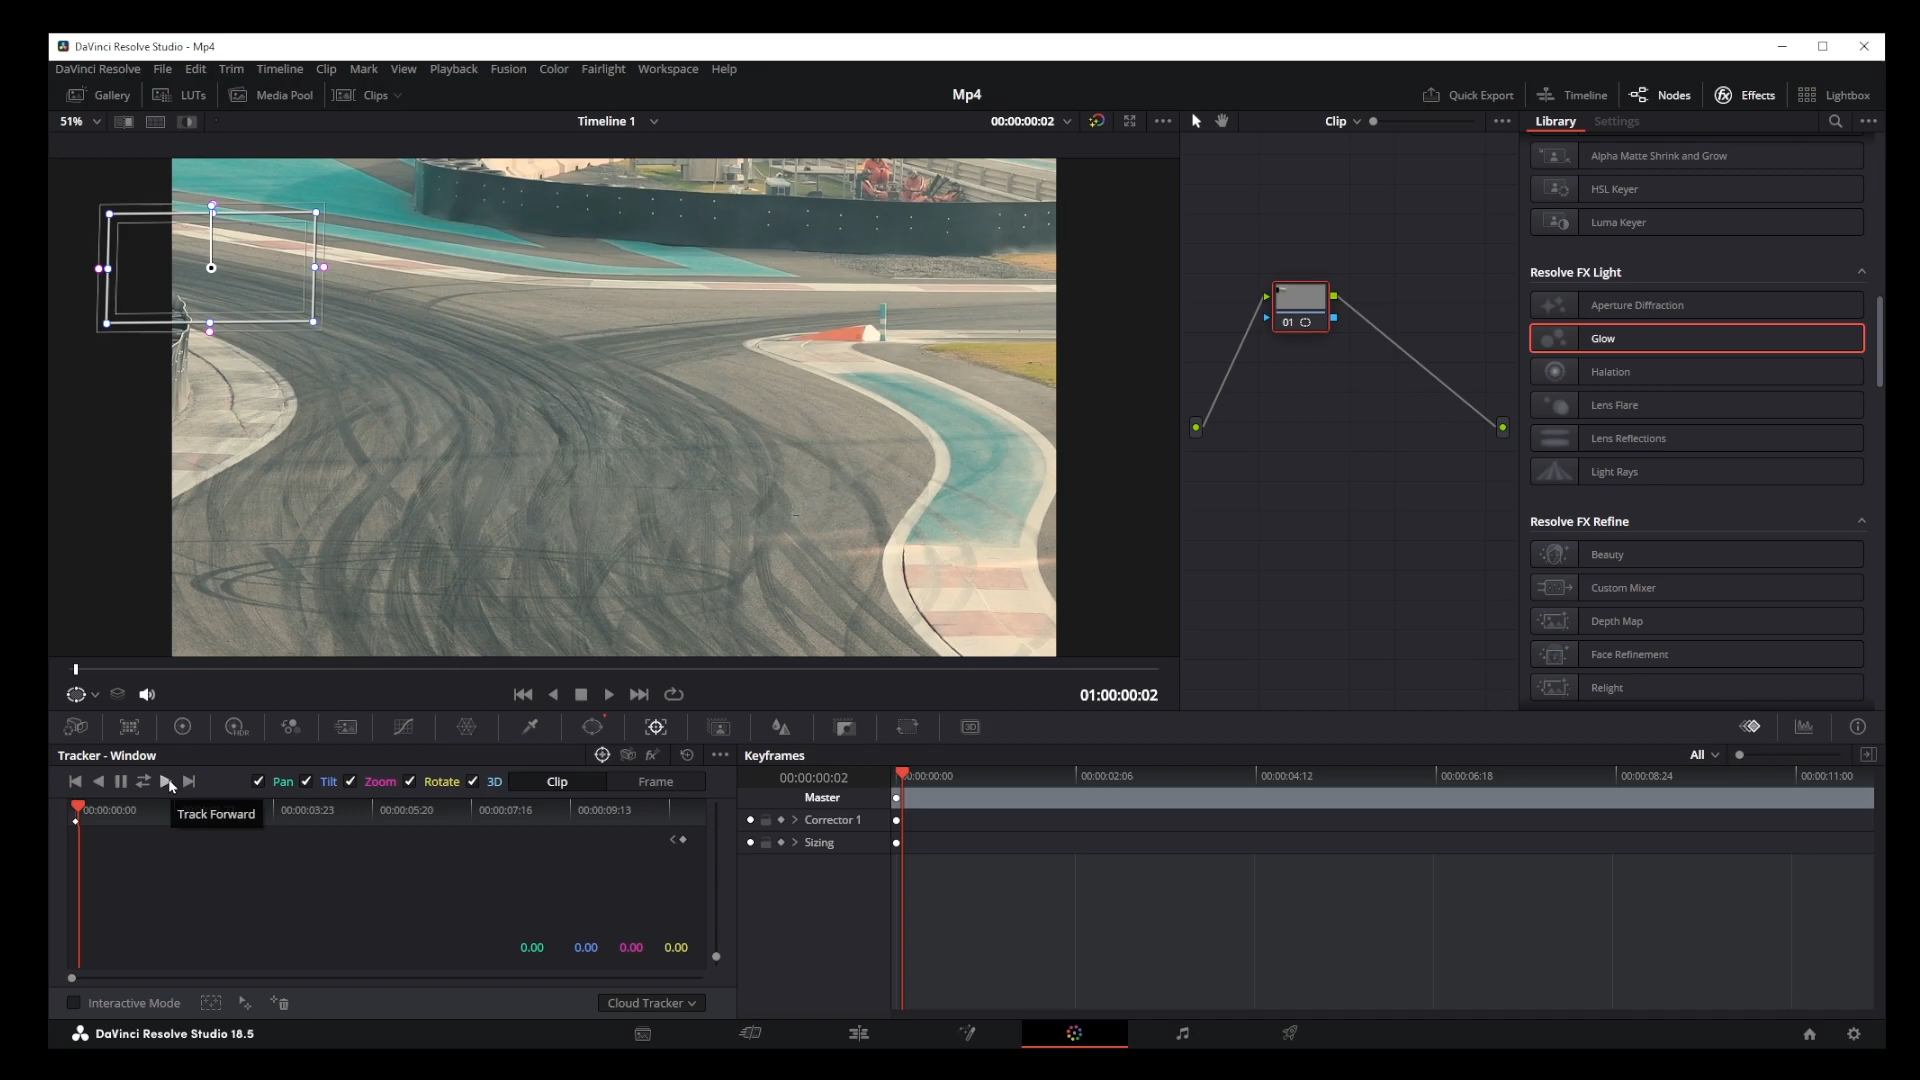 DaVinci Resolve Studio - Mp4
DaVinci Resolve File Edit Trim Timeline Clip Mark View Playback Fusion Color Fairlight Workspace Help
Gallery LUTs Media Pool Clips Mp4 Quick Export Timeline Nodes Effects Lightbox
51% Timeline 1 00:00:00:02 Clip Library Settings
Alpha Matte Shrink and Grow
HSL Keyer
Luma Keyer
Resolve FX Light
Aperture Diffraction
Glow
Halation
Lens Flare
Lens Reflections
Light Rays
01
Resolve FX Refine
Beauty
Custom Mixer
Depth Map
Face Refinement
Relight
01:00:00:02
HDR
3D
Tracker - Window
Pan Tilt Zoom Rotate 3D Clip Frame
00:00:00:00 00:00:03:23 00:00:05:20 00:00:07:16 00:00:09:13
Track Forward
0.00 0.00 0.00 0.00
Interactive Mode Cloud Tracker
Keyframes All
00:00:00:02 0:00:00:00 00:00:02:06 00:00:04:12 00:00:06:18 00:00:08:24 00:00:11:00
Master
Corrector 1
Sizing
DaVinci Resolve Studio 18.5